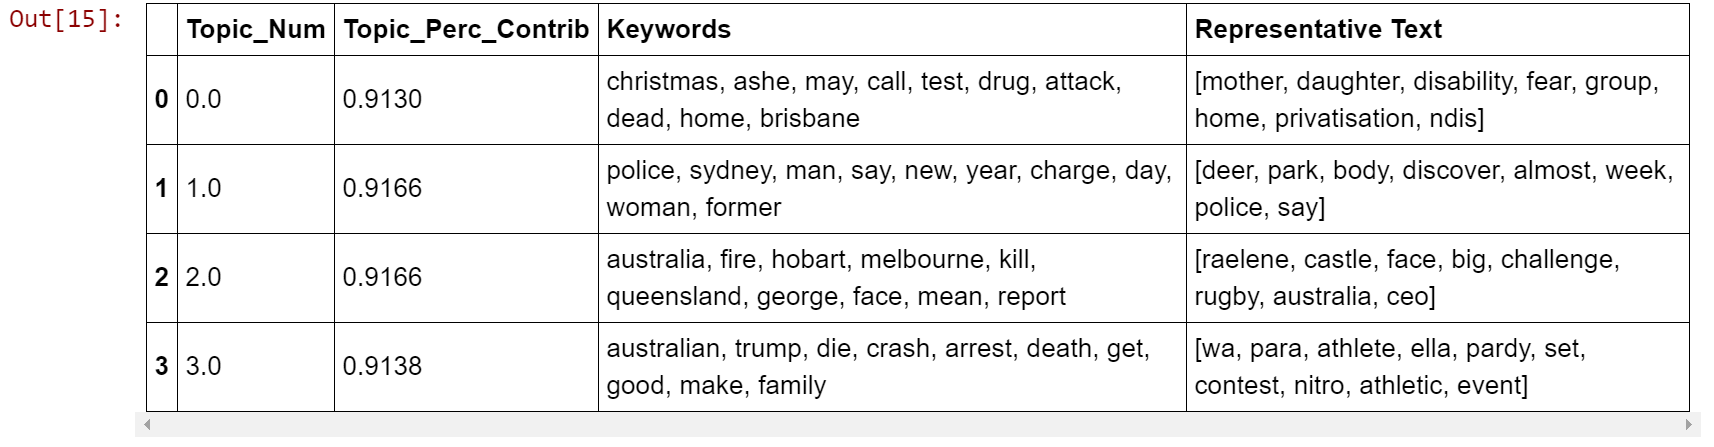 Out[15]:
Topic_Num Topic_Perc_Contrib Keywords Representative Text
0 0.0 0.9130 christmas, ashe, may, call, test, drug, attack, dead, home, brisbane [mother, daughter, disability, fear, group, home, privatisation, ndis]
1 1.0 0.9166 police, sydney, man, say, new, year, charge, day, woman, former [deer, park, body, discover, almost, week, police, say]
2 2.0 0.9166 australia, fire, hobart, melbourne, kill, queensland, george, face, mean, report [raelene, castle, face, big, challenge, rugby, australia, ceo]
3 3.0 0.9138 australian, trump, die, crash, arrest, death, get, good, make, family [wa, para, athlete, ella, pardy, set, contest, nitro, athletic, event]